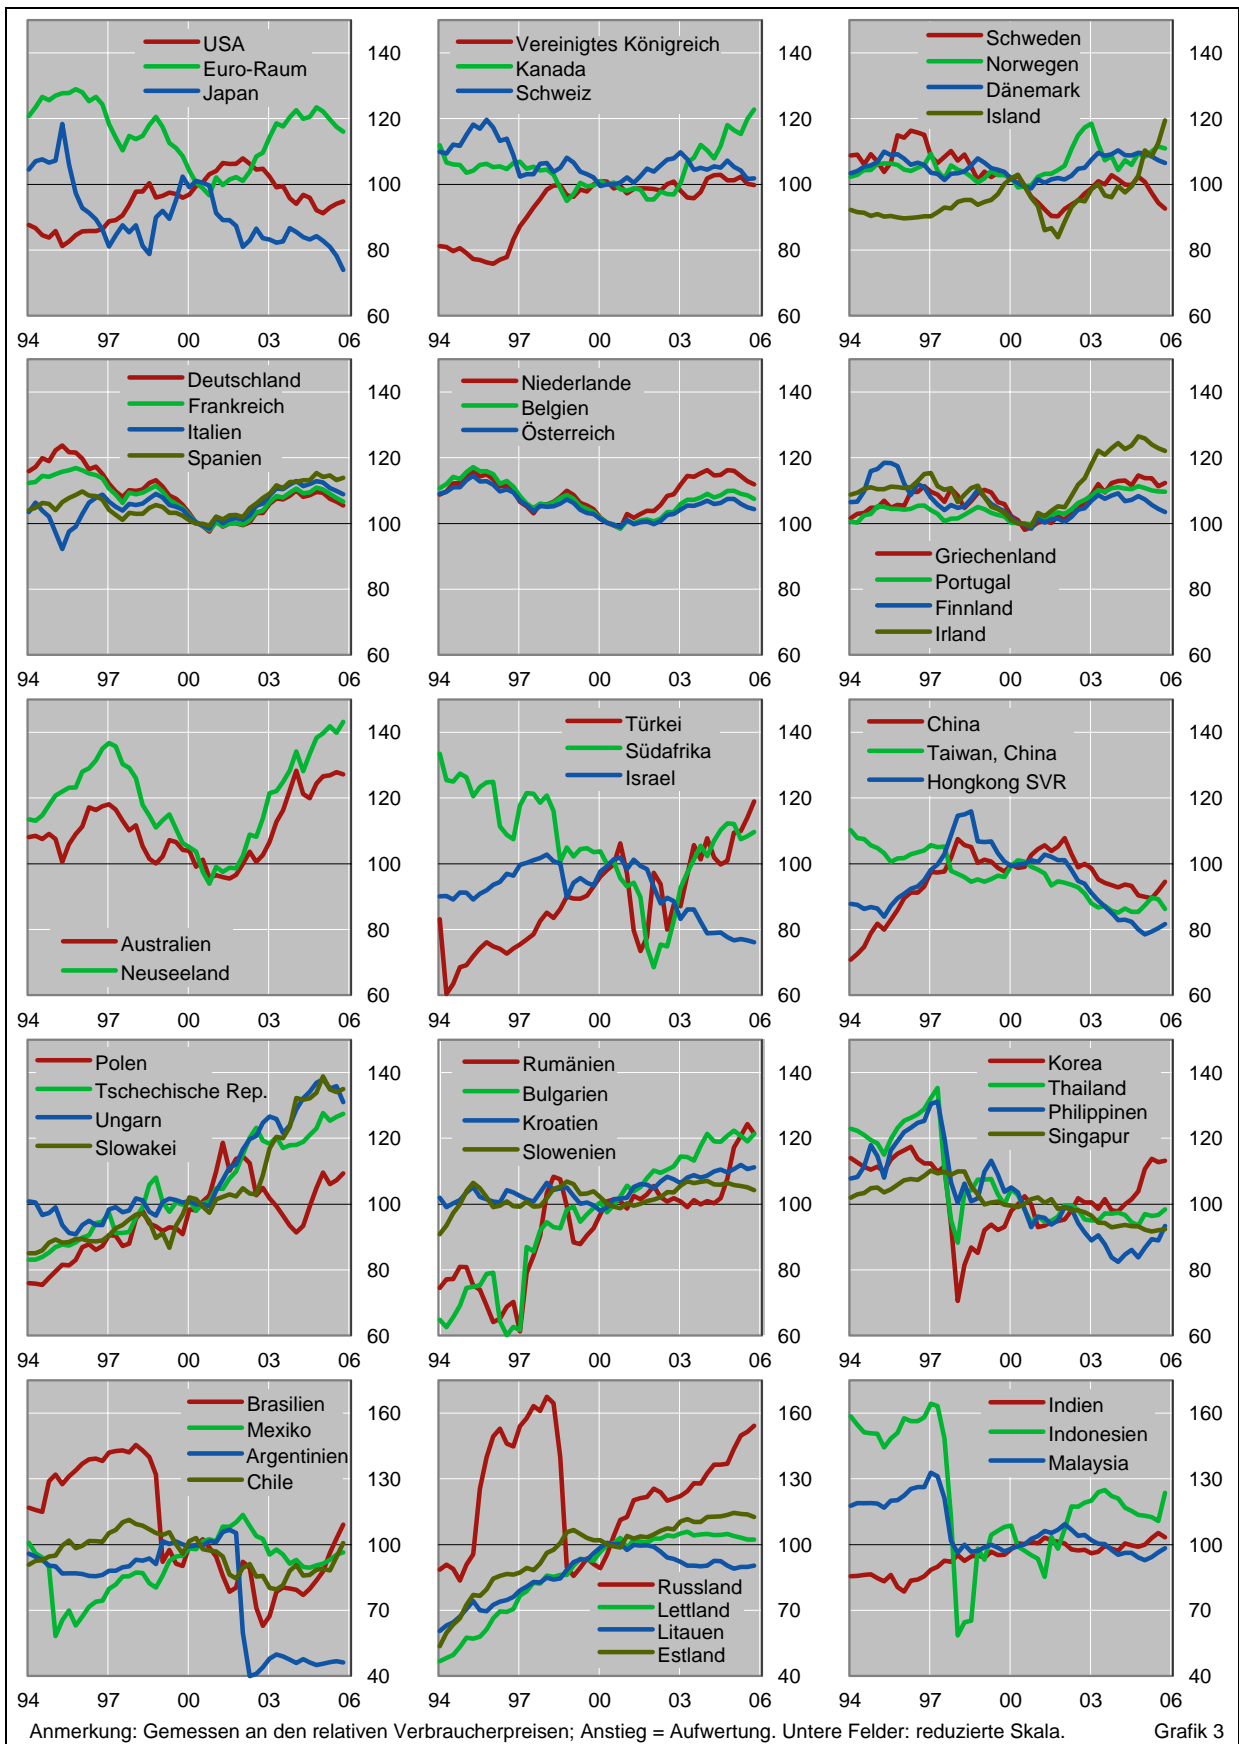 USA
Euro-Raum
Japan
140
120
100
80
60
94 97 00 03 06
Vereinigtes Königreich
Kanada
Schweiz
140
120
100
80
60
94 97 00 03 06
Schweden
Norwegen
Dänemark
Island
140
120
100
80
60
94 97 00 03 06
Deutschland
Frankreich
Italien
Spanien
140
120
100
80
60
94 97 00 03 06
Niederlande
Belgien
Österreich
140
120
100
80
60
94 97 00 03 06
Griechenland
Portugal
Finnland
Irland
140
120
100
80
60
94 97 00 03 06
Australien
Neuseeland
140
120
100
80
60
94 97 00 03 06
Türkei
Südafrika
Israel
140
120
100
80
60
94 97 00 03 06
China
Taiwan, China
Hongkong SVR
140
120
100
80
60
94 97 00 03 06
Polen
Tschechische Rep.
Ungarn
Slowakei
140
120
100
80
60
94 97 00 03 06
Rumänien
Bulgarien
Kroatien
Slowenien
140
120
100
80
60
94 97 00 03 06
Korea
Thailand
Philippinen
Singapur
140
120
100
80
60
94 97 00 03 06
Brasilien
Mexiko
Argentinien
Chile
160
130
100
70
40
94 97 00 03 06
Russland
Lettland
Litauen
Estland
160
130
100
70
40
94 97 00 03 06
Indien
Indonesien
Malaysia
160
130
100
70
40
94 97 00 03 06
Anmerkung: Gemessen an den relativen Verbraucherpreisen; Anstieg = Aufwertung. Untere Felder: reduzierte Skala. Grafik 3